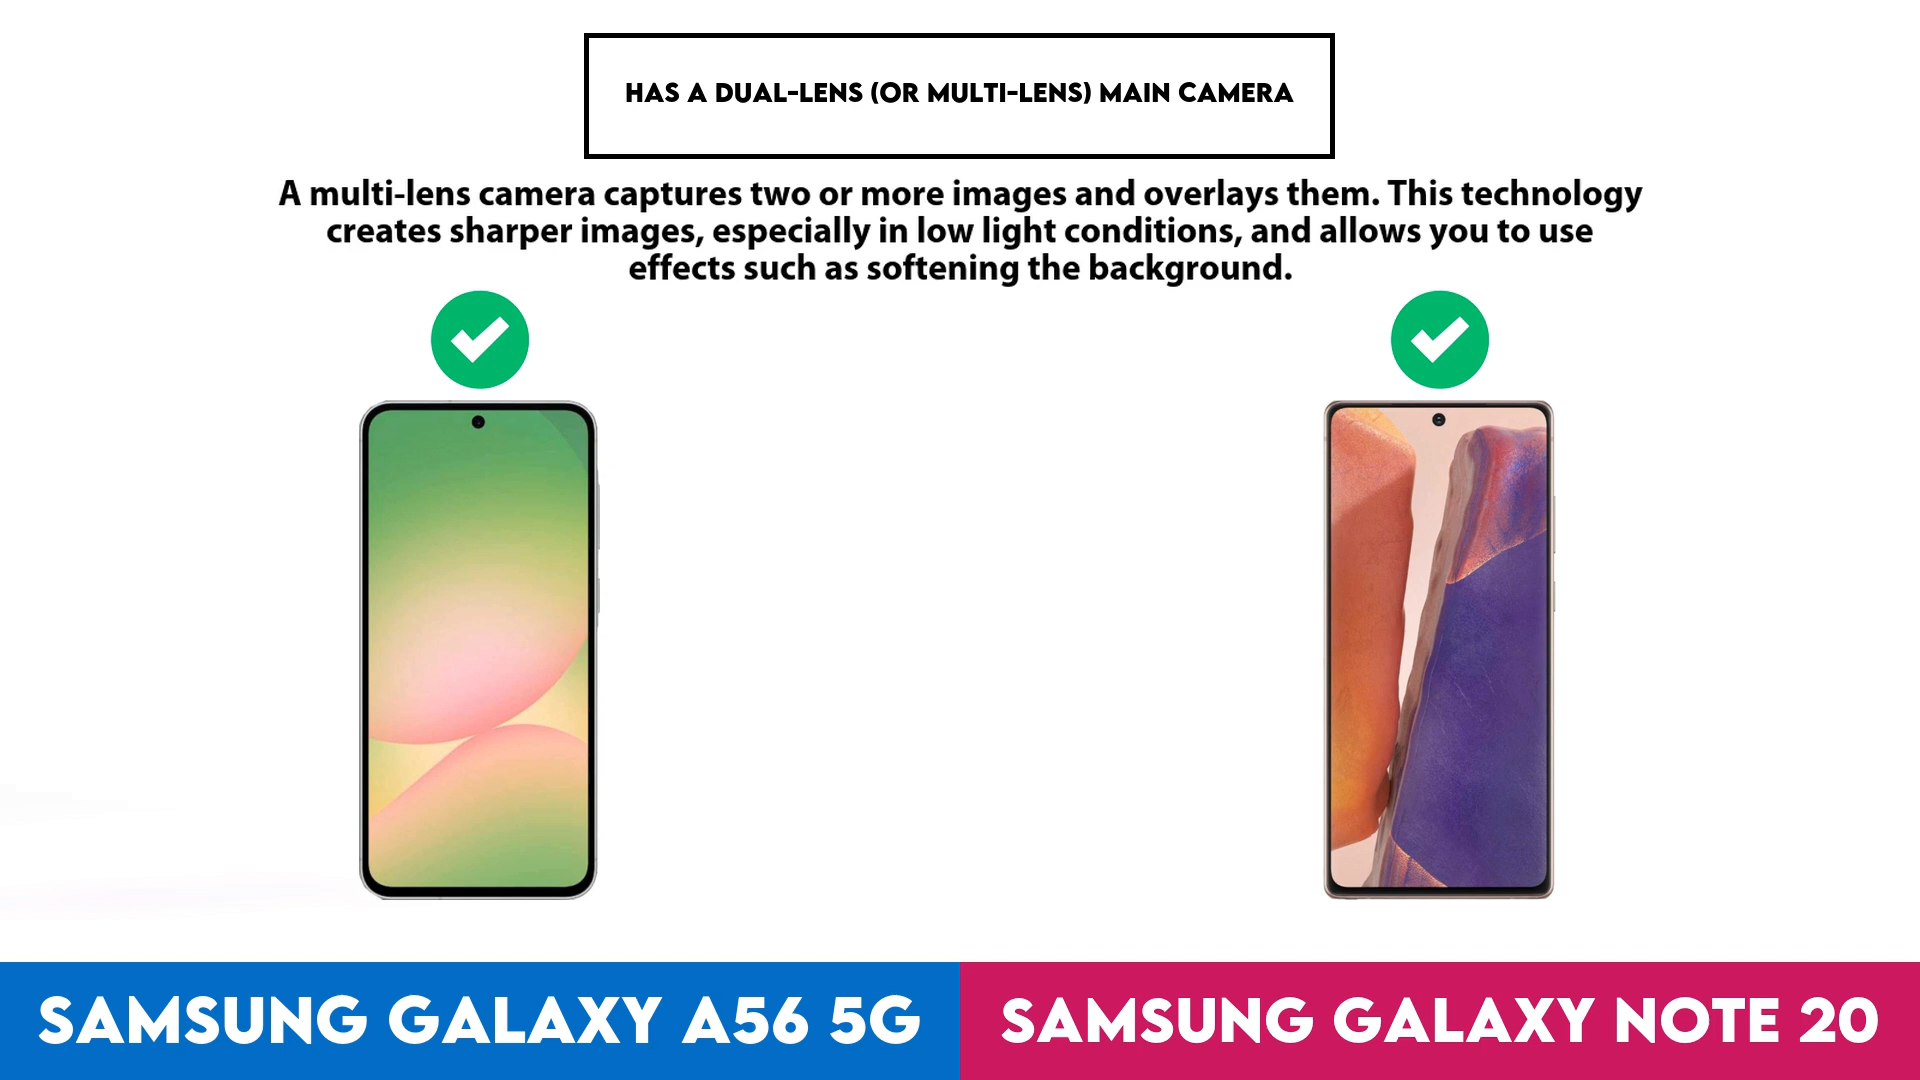 HAS A DUAL-LENS (OR MULTI-LENS) MAIN CAMERA
A multi-lens camera captures two or more images and overlays them. This technology
creates sharper images, especially in low light conditions, and allows you to use
effects such as softening the background.
SAMSUNG GALAXY A56 5G
SAMSUNG GALAXY NOTE 20